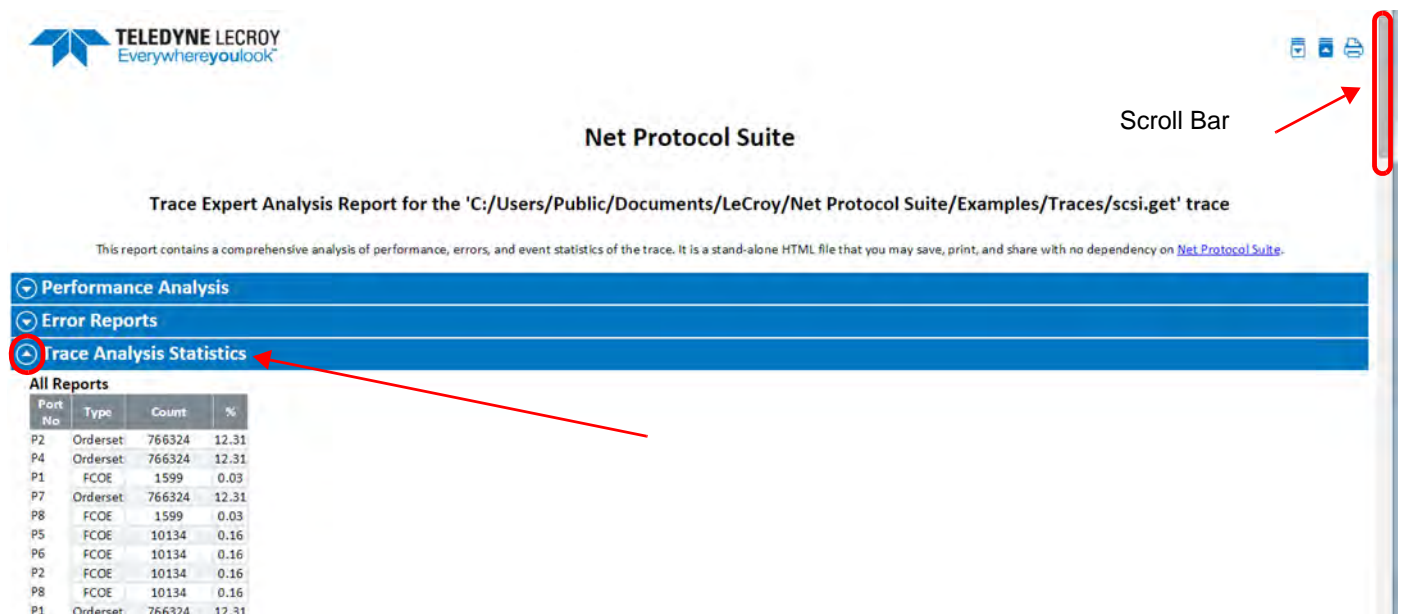 TELEDYNE LECROY
Everywhereyoulook™
Scroll Bar
Net Protocol Suite
Trace Expert Analysis Report for the 'C:/Users/Public/Documents/LeCroy/Net Protocol Suite/Examples/Traces/scsi.get' trace
This report contains a comprehensive analysis of performance, errors, and event statistics of the trace. It is a stand-alone HTML file that you may save, print, and share with no dependency on Net Protocol Suite.
Performance Analysis
Error Reports
Trace Analysis Statistics
All Reports
Port No Type Count %
P2 Orderset 766324 12.31
P4 Orderset 766324 12.31
P1 FCOE 1599 0.03
P7 Orderset 766324 12.31
P8 FCOE 1599 0.03
P5 FCOE 10134 0.16
P6 FCOE 10134 0.16
P2 FCOE 10134 0.16
P8 FCOE 10134 0.16
P1 Orderset 766324 12.31